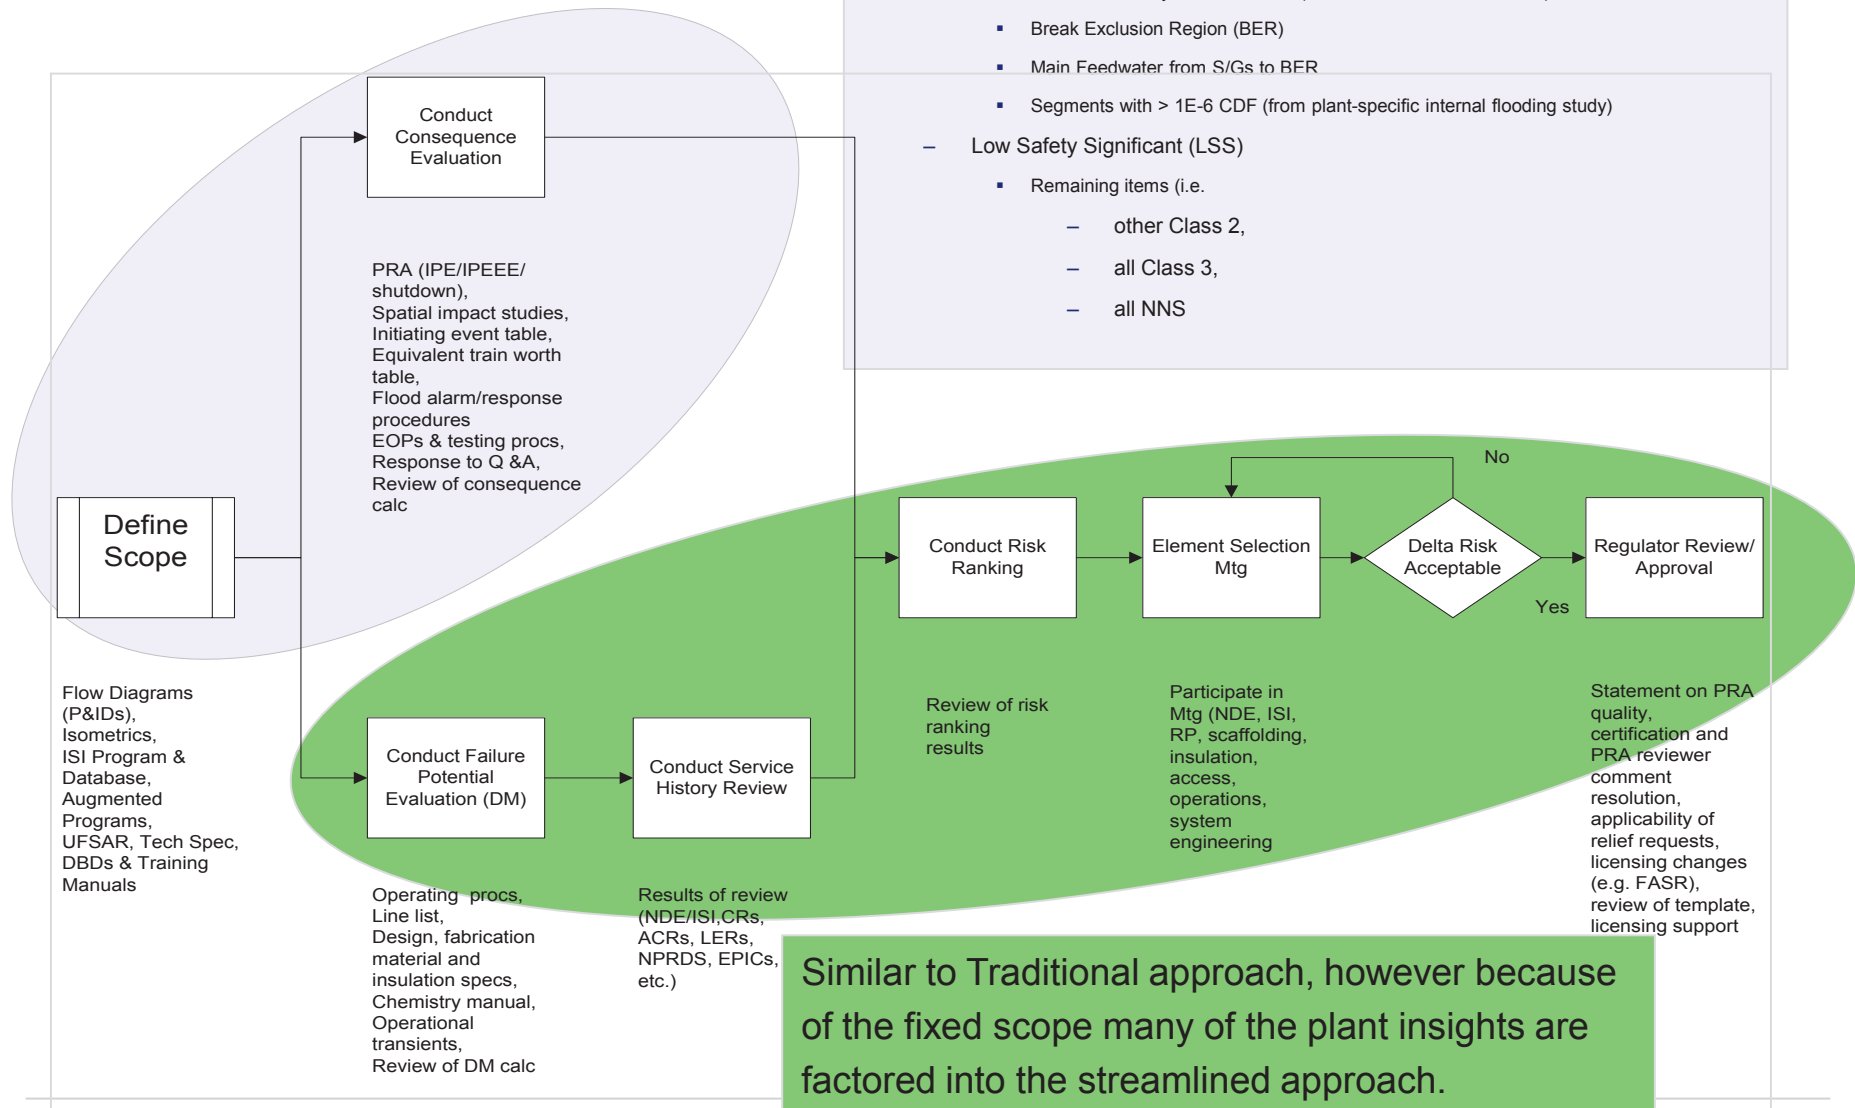 ▪ Break Exclusion Region (BER)
▪ Main Feedwater from S/Gs to BER
▪ Segments with > 1E-6 CDF (from plant-specific internal flooding study)
– Low Safety Significant (LSS)
▪ Remaining items (i.e.
– other Class 2,
– all Class 3,
– all NNS
Conduct
Consequence
Evaluation
PRA (IPE/IPEEE/
shutdown),
Spatial impact studies,
Initiating event table,
Equivalent train worth
table,
Flood alarm/response
procedures
EOPs & testing procs,
Response to Q &A,
Review of consequence
calc
Define
Scope
Flow Diagrams
(P&IDs),
Isometrics,
ISI Program &
Database,
Augmented
Programs,
UFSAR, Tech Spec,
DBDs & Training
Manuals
Conduct Failure
Potential
Evaluation (DM)
Operating procs,
Line list,
Design, fabrication
material and
insulation specs,
Chemistry manual,
Operational
transients,
Review of DM calc
Conduct Service
History Review
Results of review
(NDE/ISI,CRs,
ACRs, LERs,
NPRDS, EPICs,
etc.)
Conduct Risk
Ranking
Review of risk
ranking
results
Element Selection
Mtg
Participate in
Mtg (NDE, ISI,
RP, scaffolding,
insulation,
access,
operations,
system
engineering
No
Delta Risk
Acceptable
Yes
Regulator Review/
Approval
Statement on PRA
quality,
certification and
PRA reviewer
comment
resolution,
applicability of
relief requests,
licensing changes
(e.g. FASR),
review of template,
licensing support
Similar to Traditional approach, however because
of the fixed scope many of the plant insights are
factored into the streamlined approach.